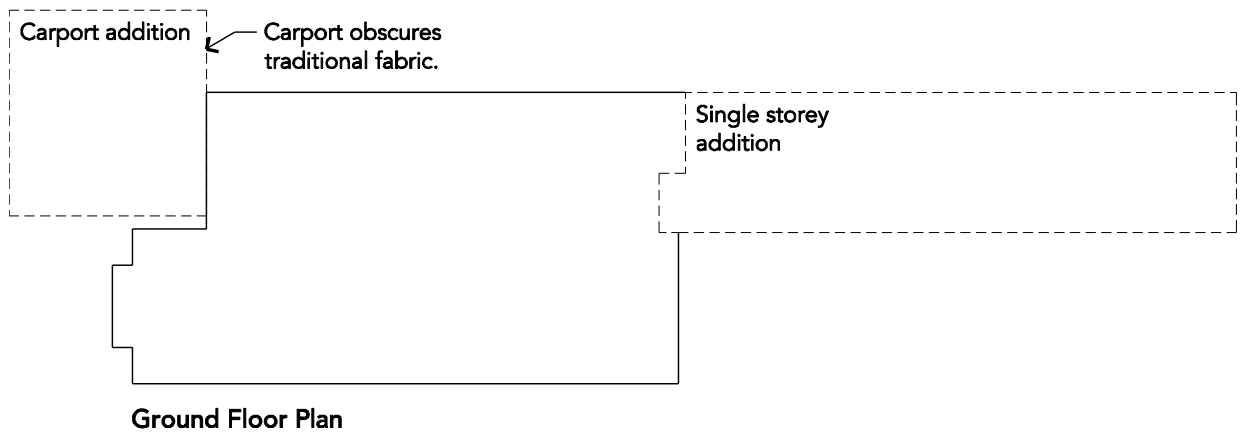 Carport addition
Carport obscures
traditional fabric.
Single storey
addition
Ground Floor Plan